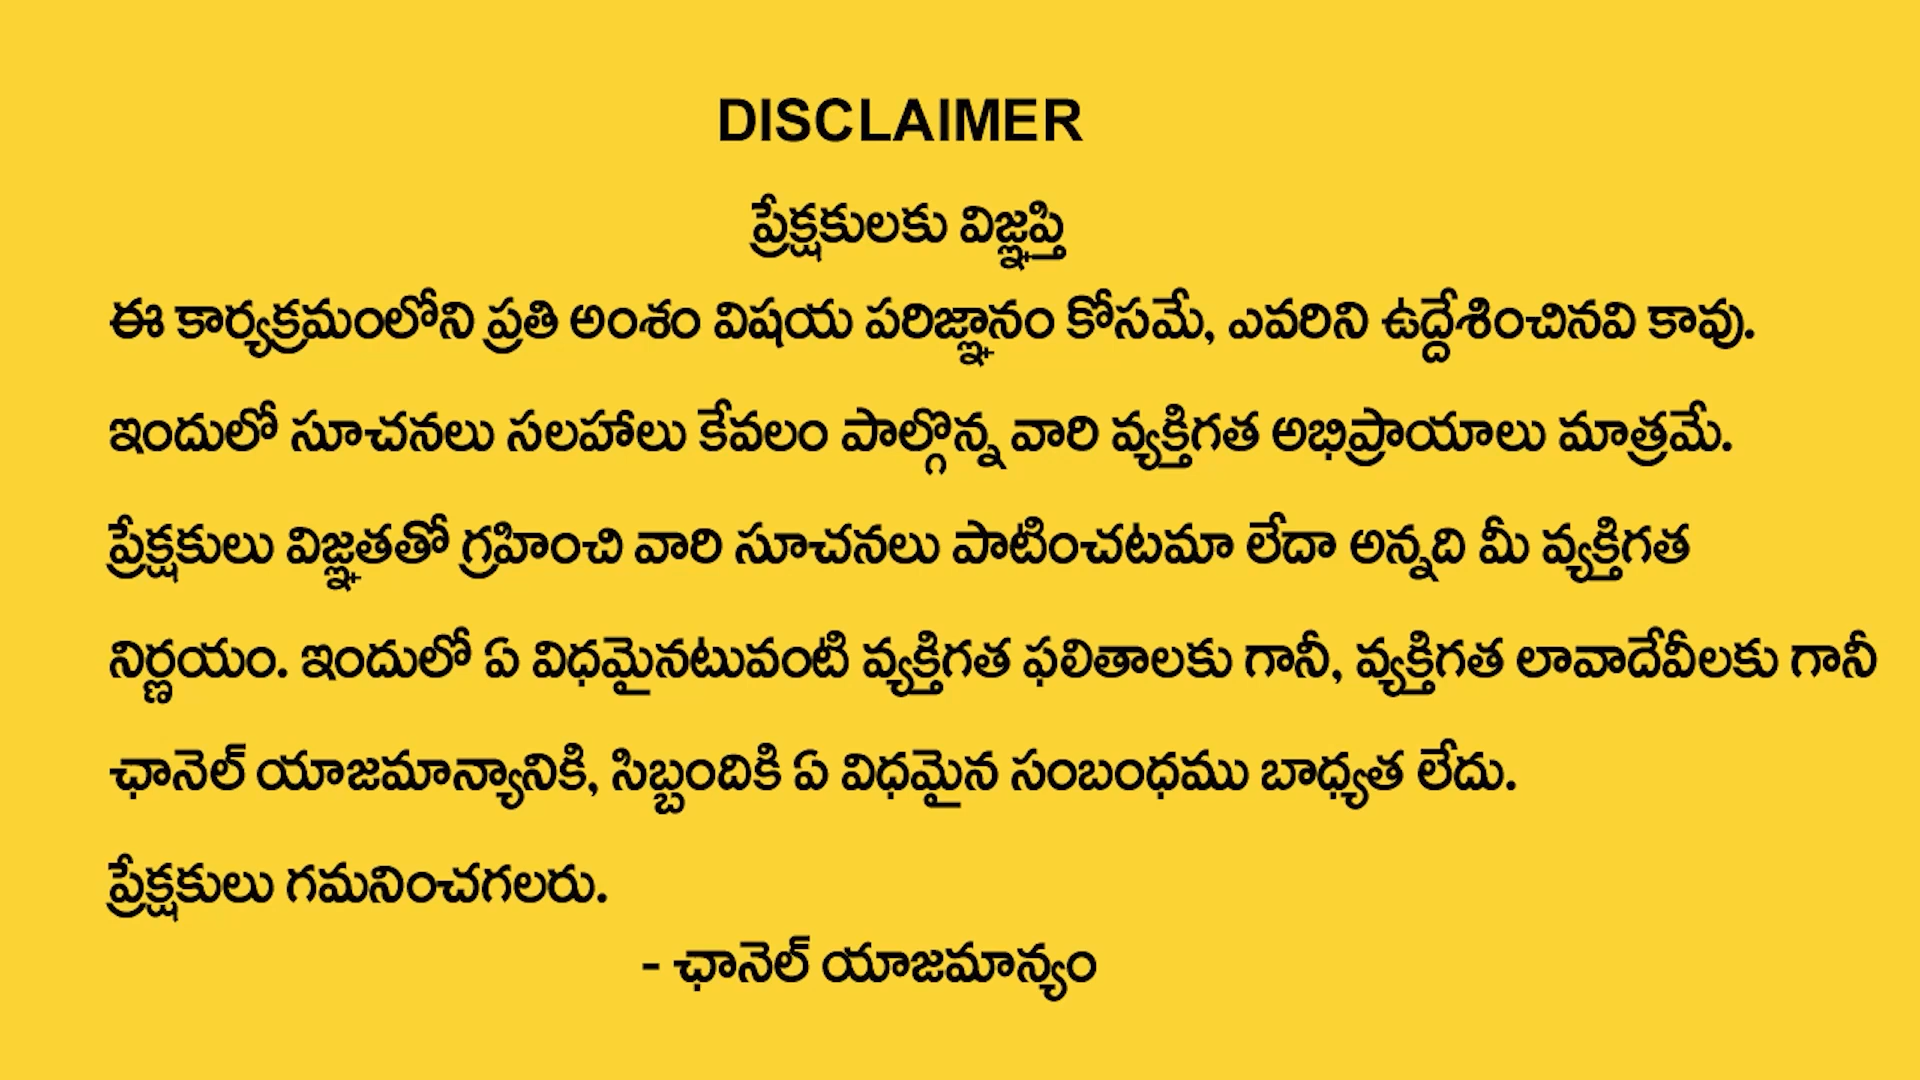 DISCLAIMER
ప్రేక్షకులకు విజ్ఞప్తి
ఈ కార్యక్రమంలోని ప్రతి అంశం విషయ పరిజ్ఞానం కోసమే, ఎవరిని ఉద్దేశించినవి కావు.
ఇందులో సూచనలు సలహాలు కేవలం పాల్గొన్న వారి వ్యక్తిగత అభిప్రాయాలు మాత్రమే.
ప్రేక్షకులు విజ్ఞతతో గ్రహించి వారి సూచనలు పాటించటమా లేదా అన్నది మీ వ్యక్తిగత
నిర్ణయం. ఇందులో ఏ విధమైనటువంటి వ్యక్తిగత ఫలితాలకు గానీ, వ్యక్తిగత లావాదేవీలకు గానీ
ఛానెల్ యాజమాన్యానికి, సిబ్బందికి ఏ విధమైన సంబంధము బాధ్యత లేదు.
ప్రేక్షకులు గమనించగలరు.
- ఛానెల్ యాజమాన్యం